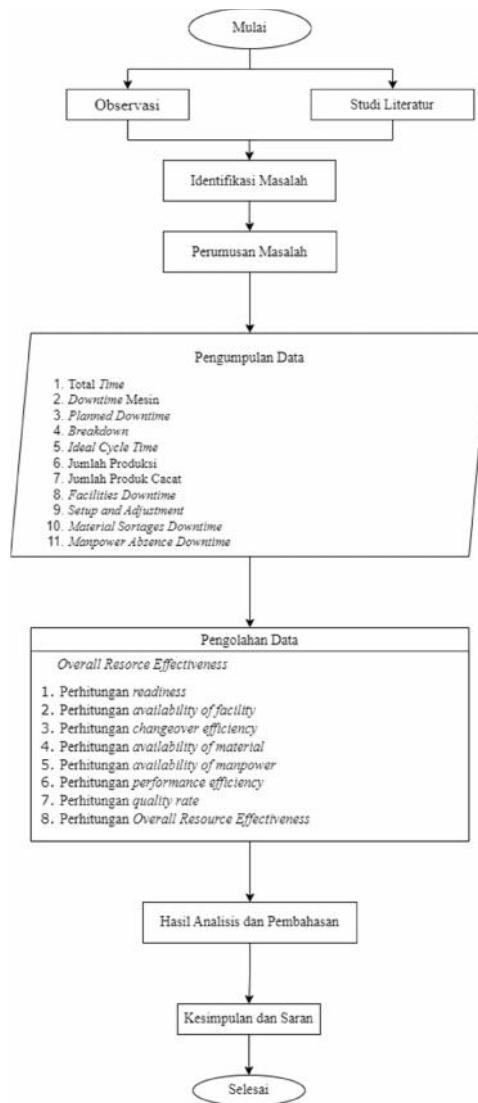 Mulai
Observasi
Studi Literatur
Identifikasi Masalah
Perumusan Masalah
Pengumpulan Data
1. Total Time
2. Downtime Mesin
3. Planned Downtime
4. Breakdown
5. Ideal Cycle Time
6. Jumlah Produksi
7. Jumlah Produk Cacat
8. Facilities Downtime
9. Setup and Adjustment
10. Material Sortages Downtime
11. Manpower Absence Downtime
Pengolahan Data
Overall Resorce Effectiveness
1. Perhitungan readiness
2. Perhitungan availability of facility
3. Perhitungan changeover efficiency
4. Perhitungan availability of material
5. Perhitungan availability of manpower
6. Perhitungan performance efficiency
7. Perhitungan quality rate
8. Perhitungan Overall Resource Effectiveness
Hasil Analisis dan Pembahasan
Kesimpulan dan Saran
Selesai